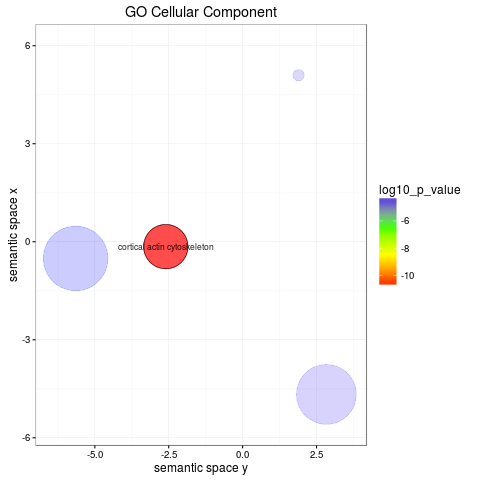 GO Cellular Component
6
3
0
-3
-6
semantic space x
cortical actin cytoskeleton
-5.0
-2.5
0.0
2.5
semantic space y
log10_p_value
-6
-8
-10